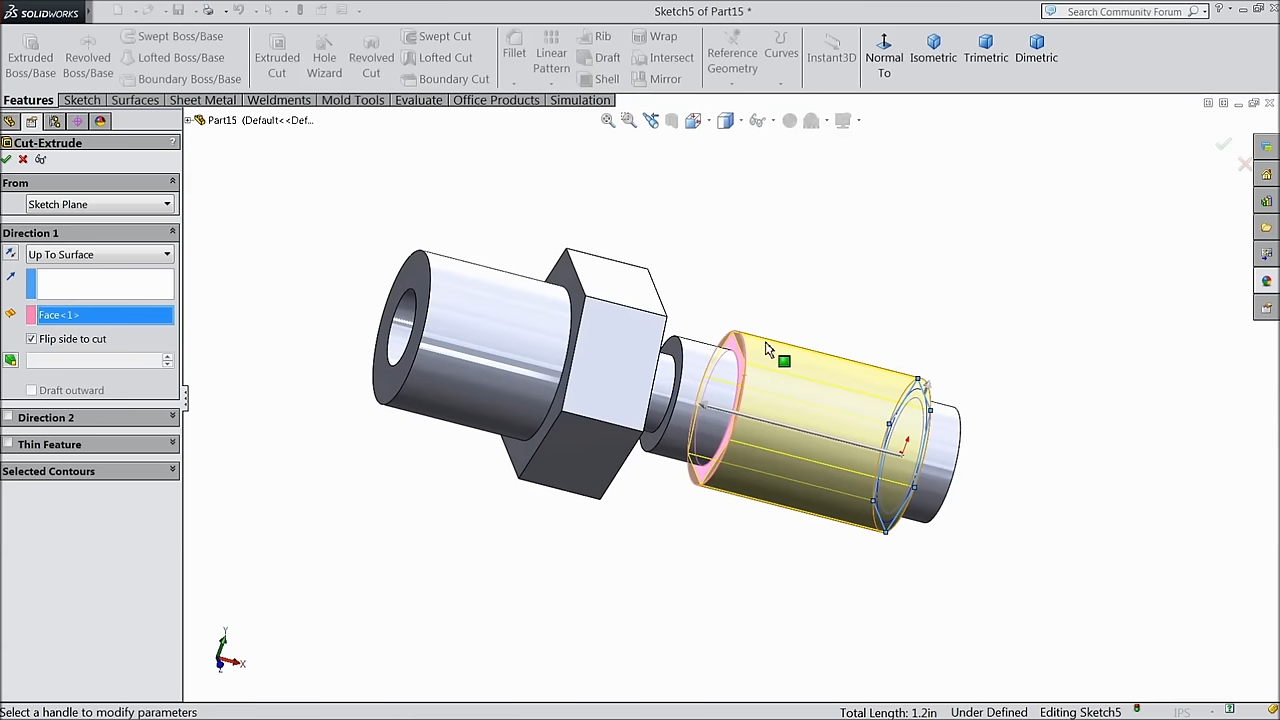 SOLIDWORKS
Sketch5 of Part15 *
Search Community Forum
Extruded Boss/Base
Revolved Boss/Base
Swept Boss/Base
Lofted Boss/Base
Boundary Boss/Base
Extruded Cut
Hole Wizard
Revolved Cut
Swept Cut
Lofted Cut
Boundary Cut
Fillet
Linear Pattern
Rib
Draft
Shell
Wrap
Intersect
Mirror
Reference Geometry
Curves
Instant3D
Normal To
Isometric
Trimetric
Dimetric
Features Sketch Surfaces Sheet Metal Weldments Mold Tools Evaluate Office Products Simulation
Part15 (Default<<Def...
Cut-Extrude ?
From
Sketch Plane
Direction 1
Up To Surface
Face<1>
Flip side to cut
Draft outward
Direction 2
Thin Feature
Selected Contours
Y
X
Z
Select a handle to modify parameters
Total Length: 1.2in Under Defined Editing Sketch5 IPS